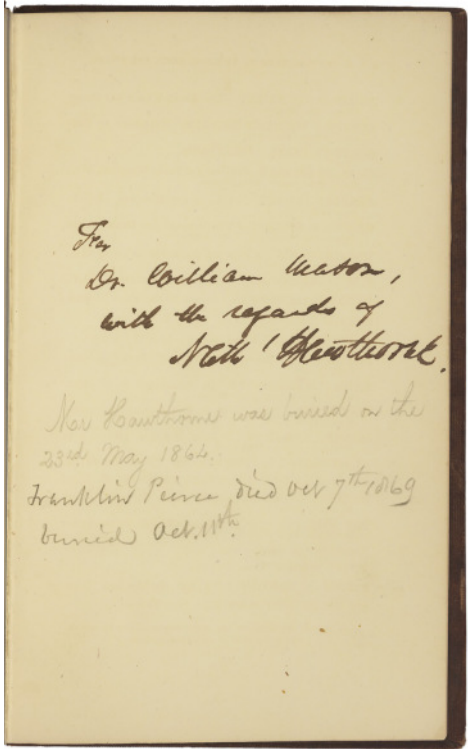 For
Dr. William Mason,
with the regards of
Nath' Hawthorne.
Mr Hawthorne was buried on the
23rd May 1864.
Franklin Pierce died Oct 7th 1869
buried Oct. 11th.